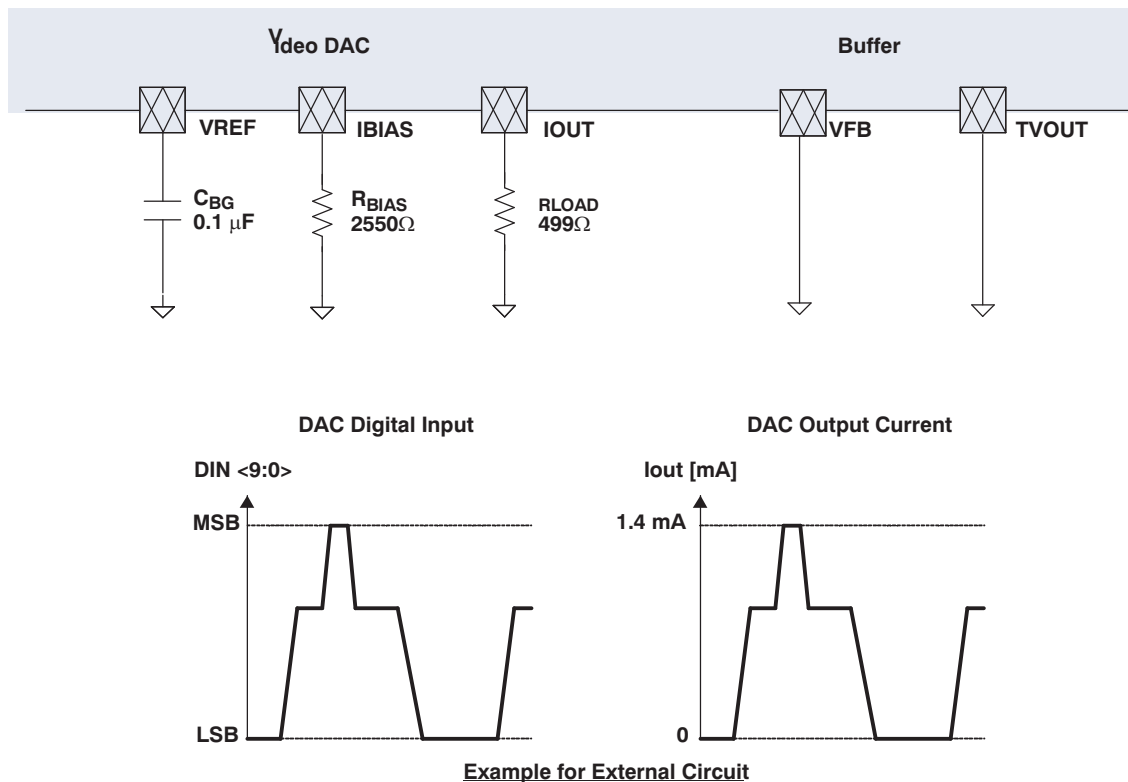 Video DAC
Buffer
VREF
IBIAS
IOUT
VFB
TVOUT
CBG
0.1 μF
RBIAS
2550Ω
RLOAD
499Ω
DAC Digital Input
DAC Output Current
DIN <9:0>
Iout [mA]
MSB
1.4 mA
LSB
0
Example for External Circuit